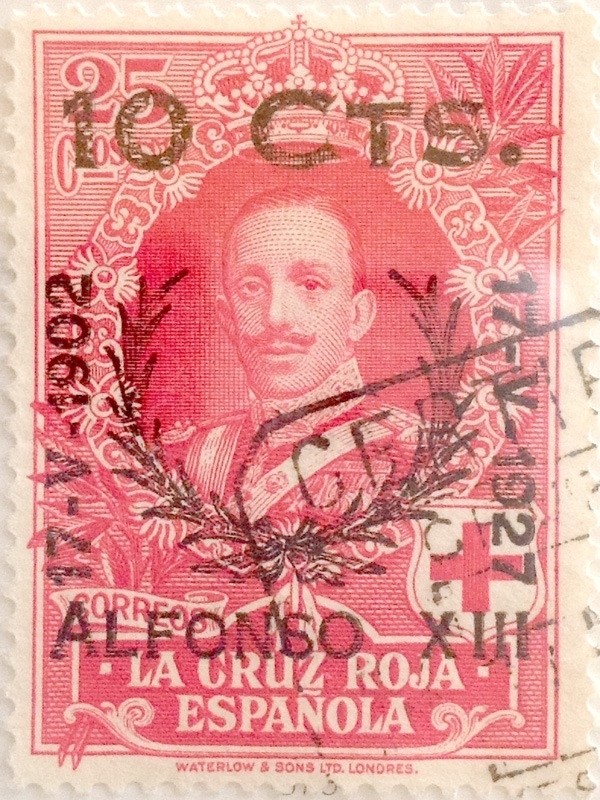 25
10 CTS.
17-V-1902
17-V-1927
CORREOS
ALFONSO XIII
· LA CRUZ ROJA ·
ESPAÑOLA
WATERLOW & SONS LTD. LONDRES.